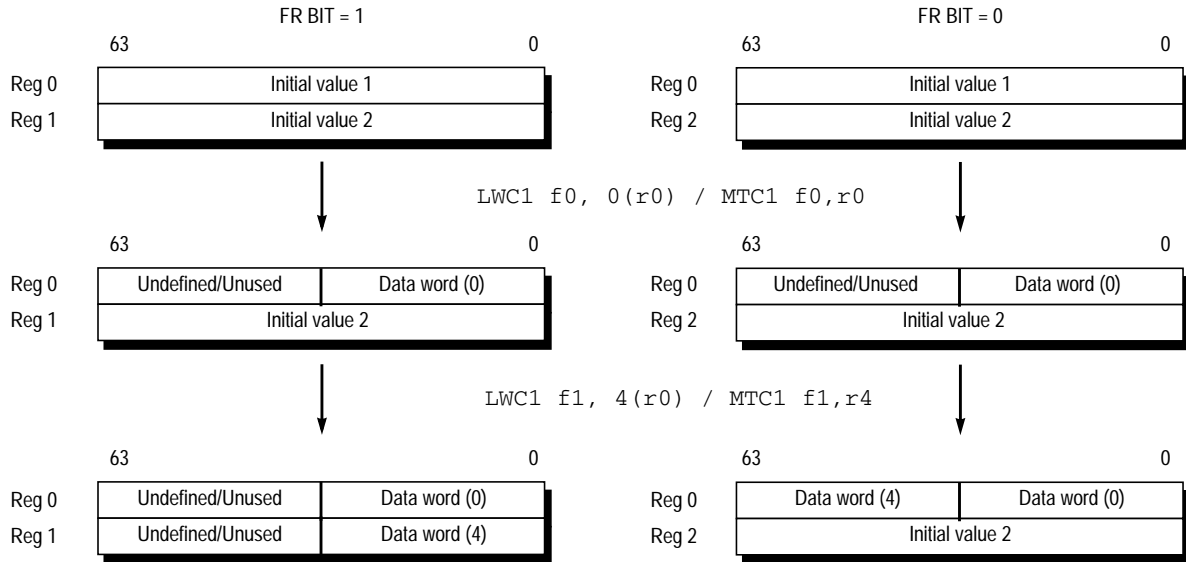 FR BIT = 1 FR BIT = 0
63 0 63 0
Reg 0 Initial value 1 Reg 0 Initial value 1
Reg 1 Initial value 2 Reg 2 Initial value 2
LWC1 f0, 0(r0) / MTC1 f0,r0
63 0 63 0
Reg 0 Undefined/Unused Data word (0) Reg 0 Undefined/Unused Data word (0)
Reg 1 Initial value 2 Reg 2 Initial value 2
LWC1 f1, 4(r0) / MTC1 f1,r4
63 0 63 0
Reg 0 Undefined/Unused Data word (0) Reg 0 Data word (4) Data word (0)
Reg 1 Undefined/Unused Data word (4) Reg 2 Initial value 2